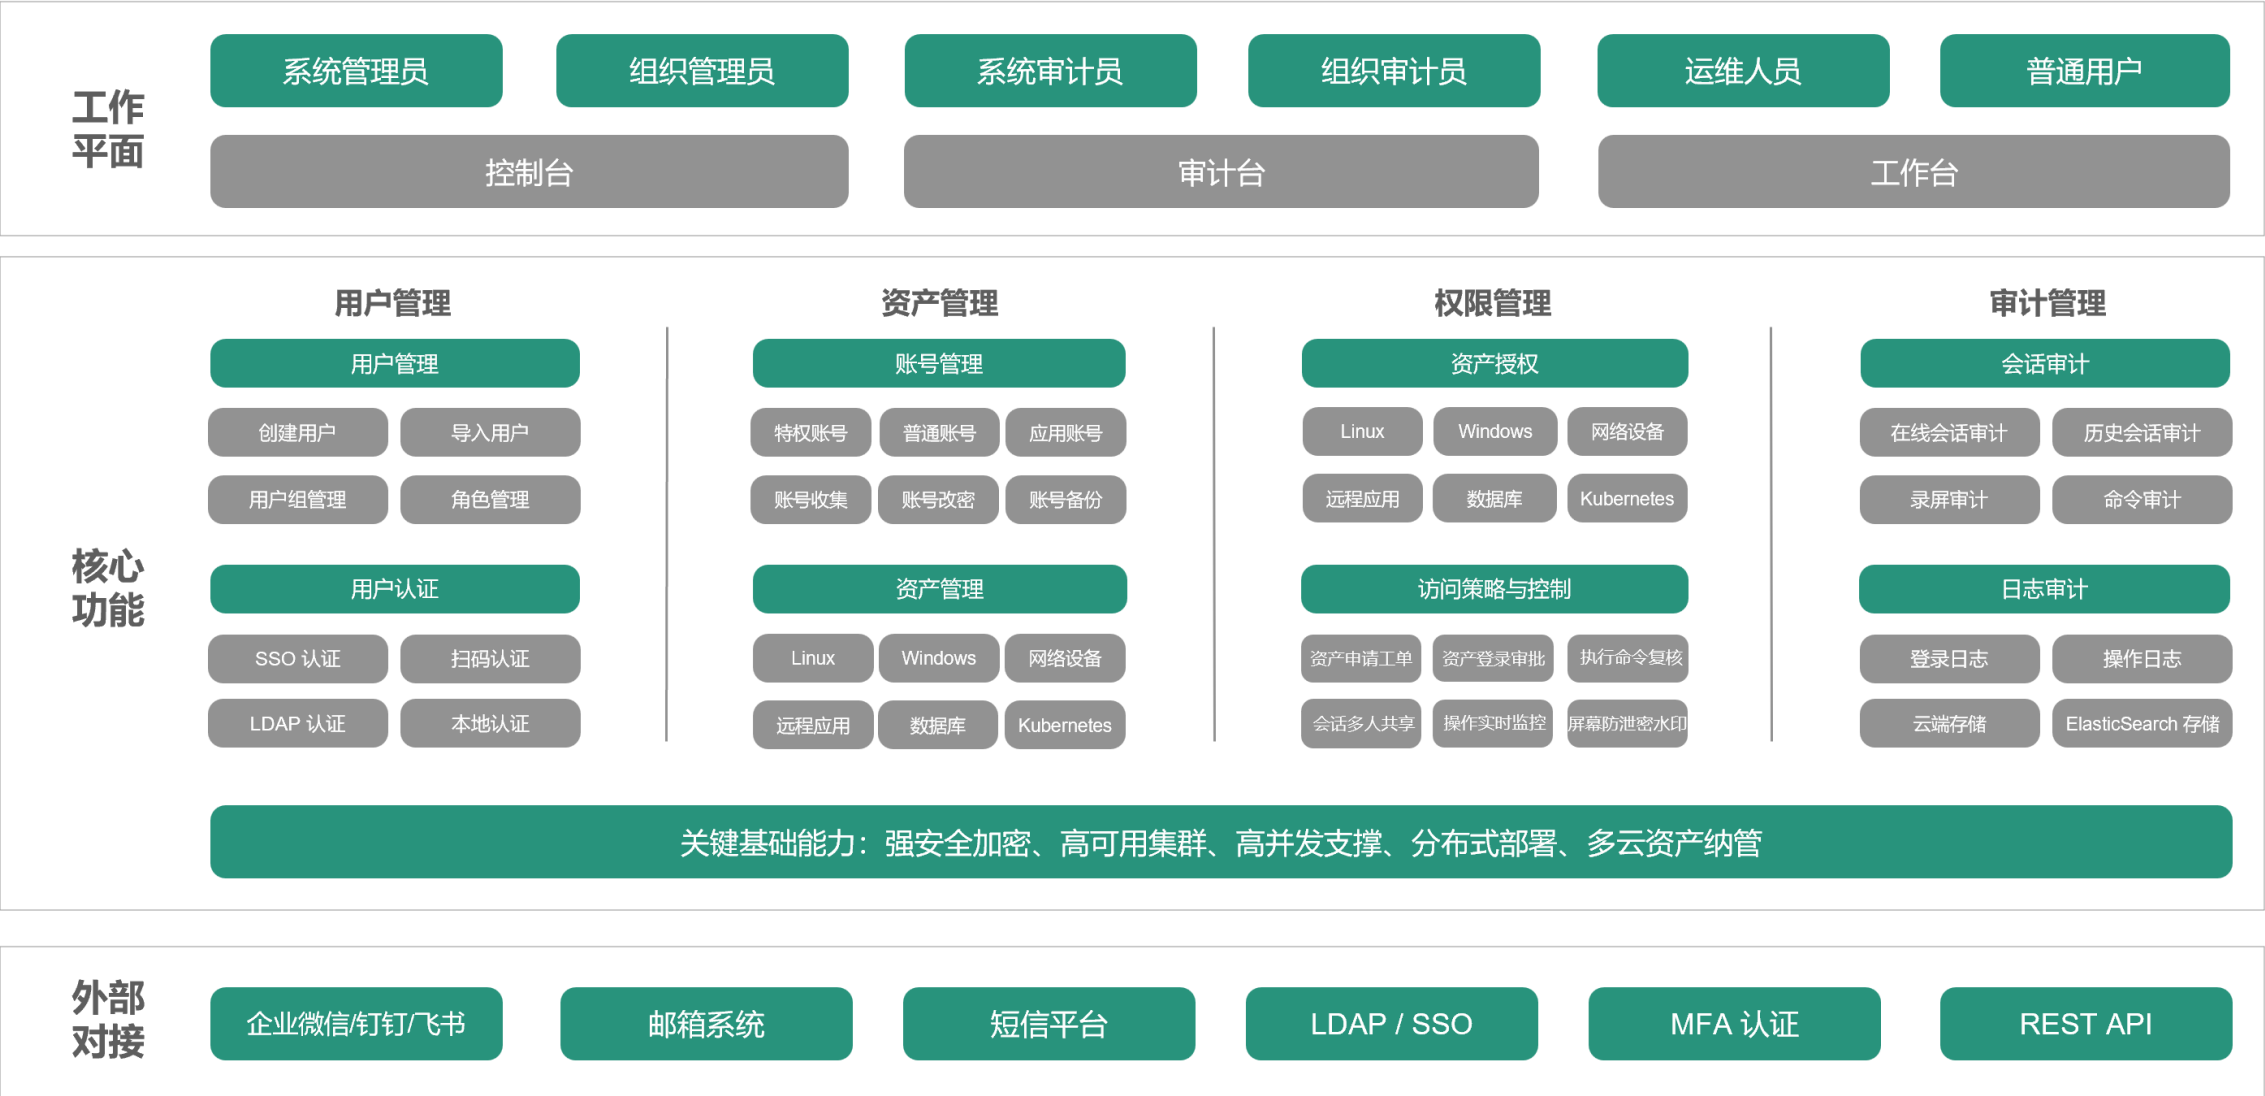 工作
平面
系统管理员
组织管理员
系统审计员
组织审计员
运维人员
普通用户
控制台
审计台
工作台
核心
功能
用户管理
用户管理
创建用户
导入用户
用户组管理
角色管理
用户认证
SSO 认证
扫码认证
LDAP 认证
本地认证
资产管理
账号管理
特权账号
普通账号
应用账号
账号收集
账号改密
账号备份
资产管理
Linux
Windows
网络设备
远程应用
数据库
Kubernetes
权限管理
资产授权
Linux
Windows
网络设备
远程应用
数据库
Kubernetes
访问策略与控制
资产申请工单
资产登录审批
执行命令复核
会话多人共享
操作实时监控
屏幕防泄密水印
审计管理
会话审计
在线会话审计
历史会话审计
录屏审计
命令审计
日志审计
登录日志
操作日志
云端存储
ElasticSearch 存储
关键基础能力：强安全加密、高可用集群、高并发支撑、分布式部署、多云资产纳管
外部
对接
企业微信/钉钉/飞书
邮箱系统
短信平台
LDAP / SSO
MFA 认证
REST API